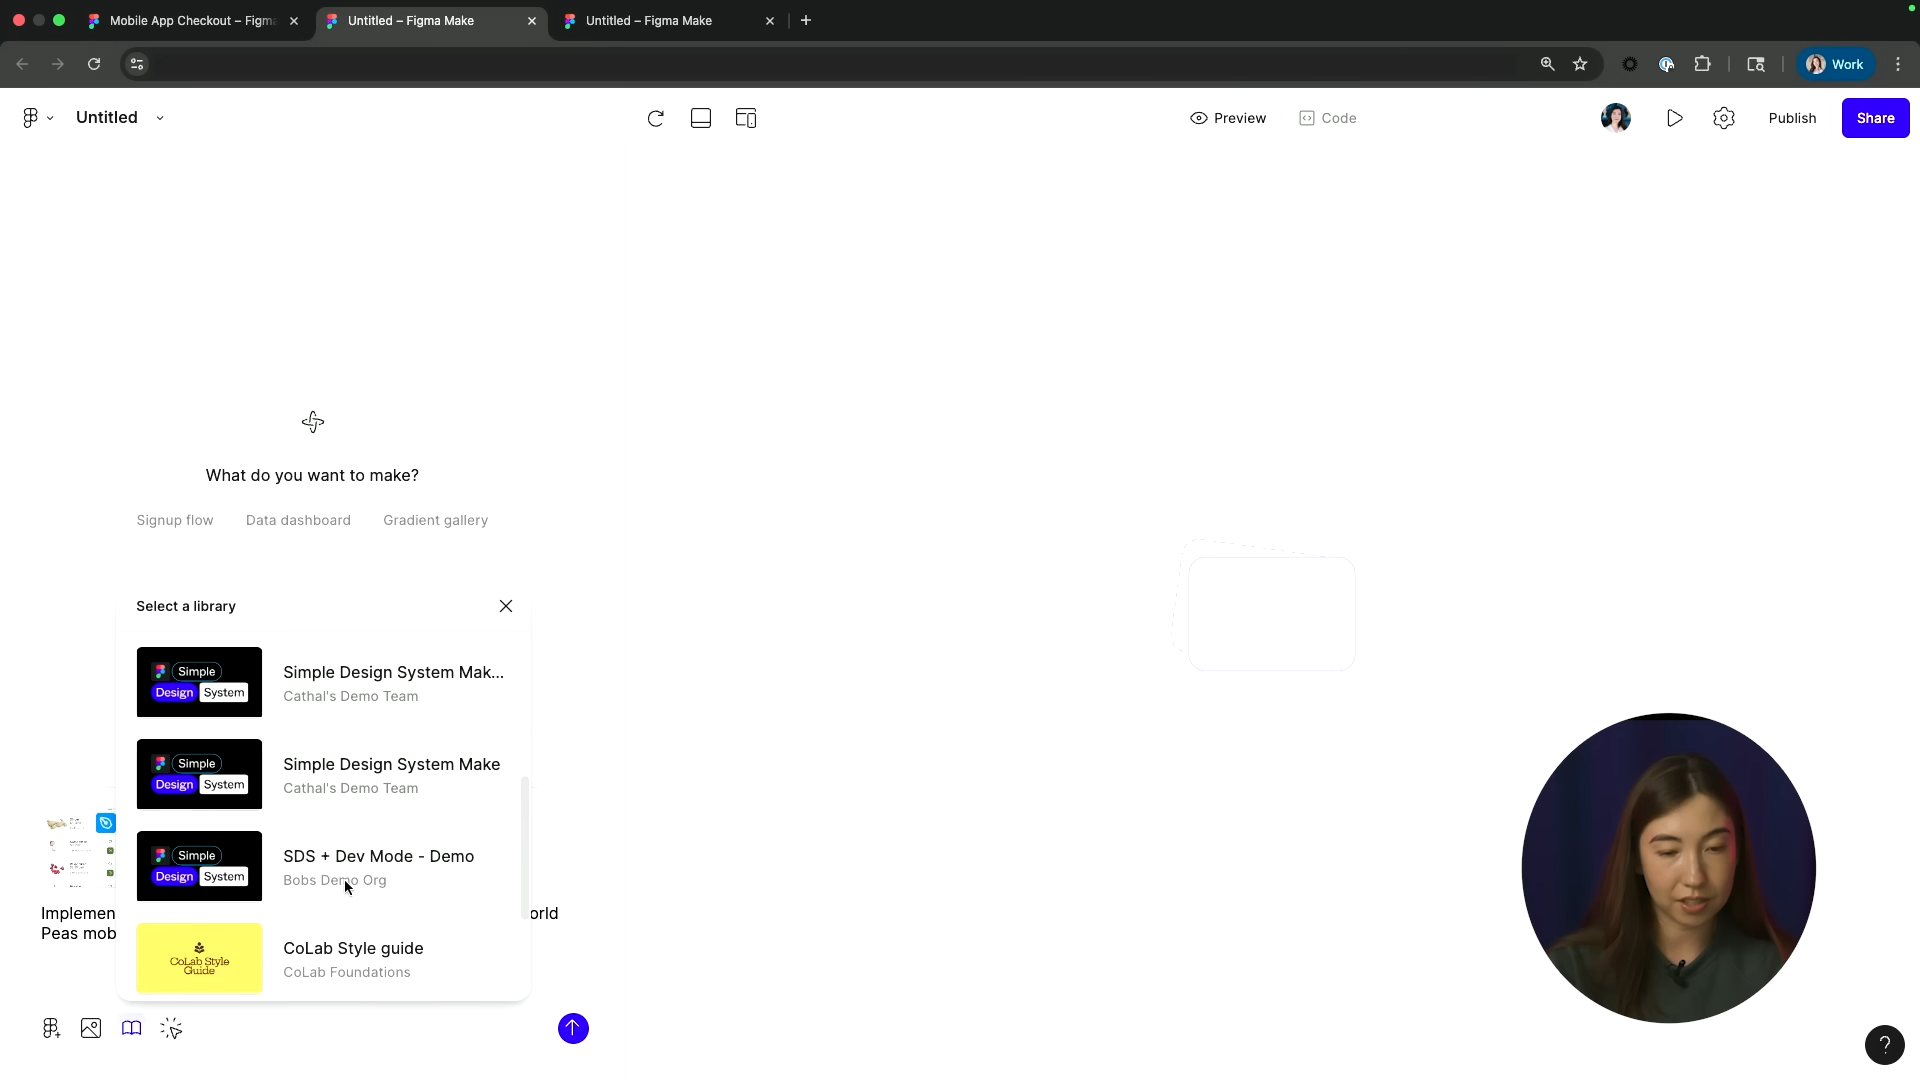 Mobile App Checkout – Figma
Untitled – Figma Make
Untitled – Figma Make
Work
Untitled
Preview
Code
Publish
Share
What do you want to make?
Signup flow
Data dashboard
Gradient gallery
Select a library
Simple
Design System
Simple Design System Mak...
Cathal's Demo Team
Simple
Design System
Simple Design System Make
Cathal's Demo Team
Simple
Design System
SDS + Dev Mode - Demo
Bobs Demo Org
Implemen
orld
Peas mob
CoLab Style
Guide
CoLab Style guide
CoLab Foundations
?